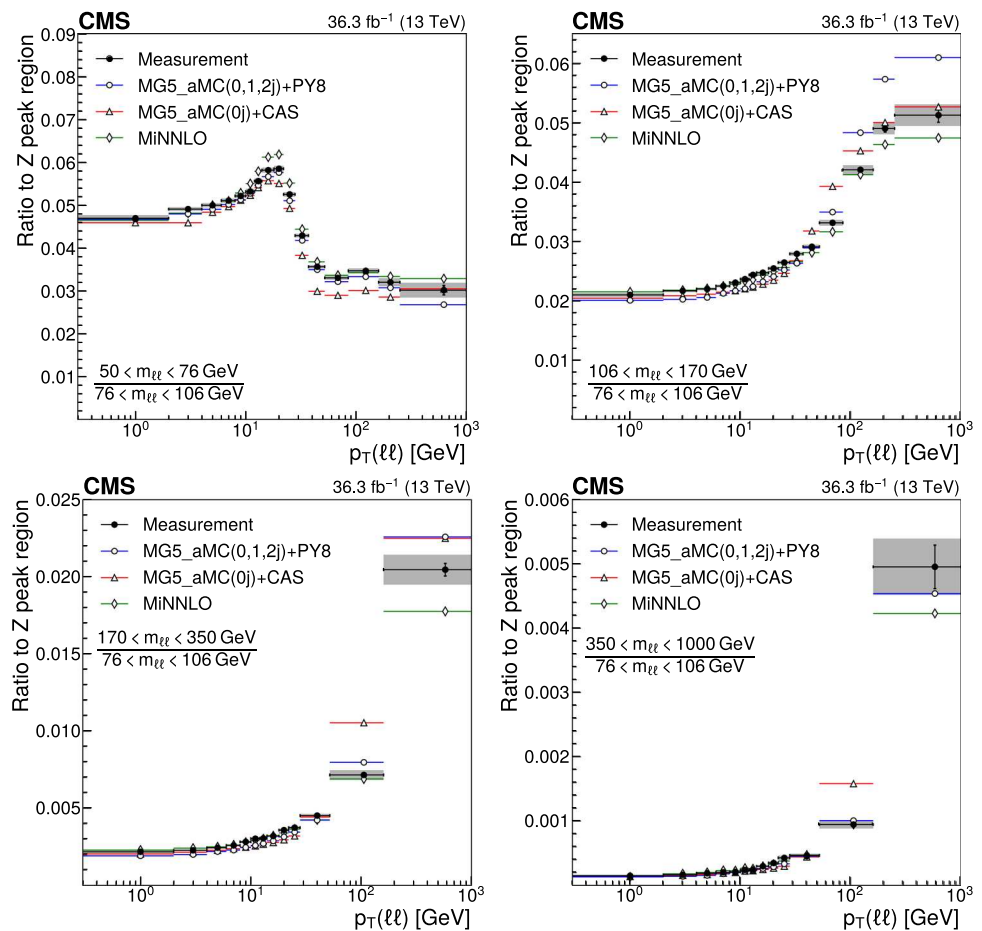 CMS 36.3 fb⁻¹ (13 TeV)
Ratio to Z peak region
0.09
0.08
0.07
0.06
0.05
0.04
0.03
0.02
0.01
Measurement
MG5_aMC(0,1,2j)+PY8
MG5_aMC(0j)+CAS
MiNNLO
50 < mℓℓ < 76 GeV
76 < mℓℓ < 106 GeV
10⁰ 10¹ 10² 10³
pT(ℓℓ) [GeV]
CMS 36.3 fb⁻¹ (13 TeV)
Ratio to Z peak region
0.06
0.05
0.04
0.03
0.02
0.01
Measurement
MG5_aMC(0,1,2j)+PY8
MG5_aMC(0j)+CAS
MiNNLO
106 < mℓℓ < 170 GeV
76 < mℓℓ < 106 GeV
10⁰ 10¹ 10² 10³
pT(ℓℓ) [GeV]
CMS 36.3 fb⁻¹ (13 TeV)
Ratio to Z peak region
0.025
0.020
0.015
0.010
0.005
Measurement
MG5_aMC(0,1,2j)+PY8
MG5_aMC(0j)+CAS
MiNNLO
170 < mℓℓ < 350 GeV
76 < mℓℓ < 106 GeV
10⁰ 10¹ 10² 10³
pT(ℓℓ) [GeV]
CMS 36.3 fb⁻¹ (13 TeV)
Ratio to Z peak region
0.006
0.005
0.004
0.003
0.002
0.001
Measurement
MG5_aMC(0,1,2j)+PY8
MG5_aMC(0j)+CAS
MiNNLO
350 < mℓℓ < 1000 GeV
76 < mℓℓ < 106 GeV
10⁰ 10¹ 10² 10³
pT(ℓℓ) [GeV]